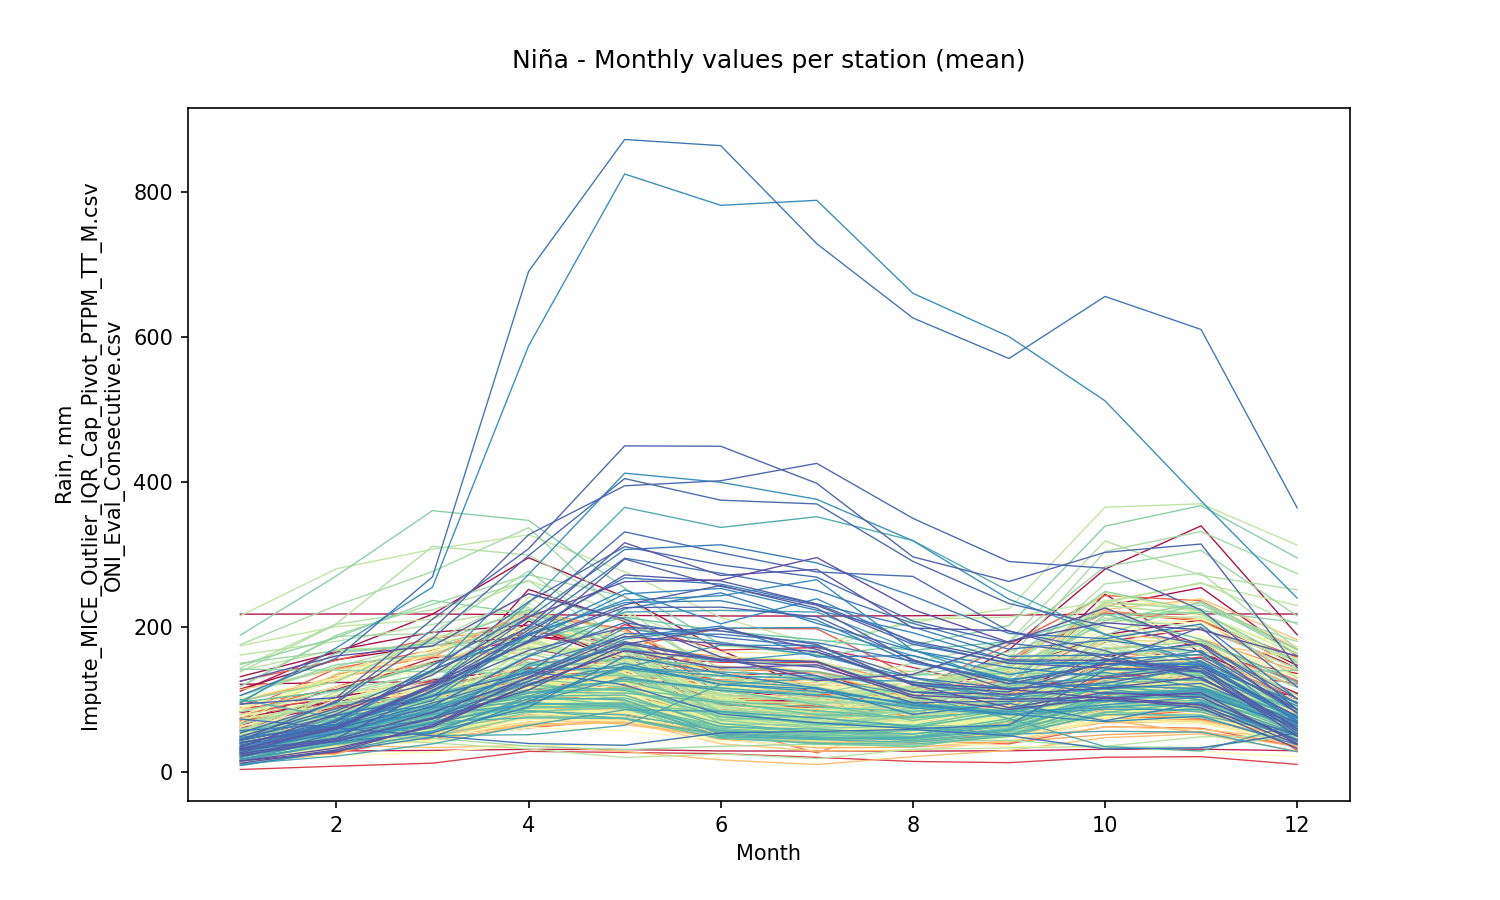 Niña - Monthly values per station (mean)
Rain, mm
Impute_MICE_Outlier_IQR_Cap_Pivot_PTPM_TT_M.csv
ONI_Eval_Consecutive.csv
800
600
400
200
0
2 4 6 8 10 12
Month